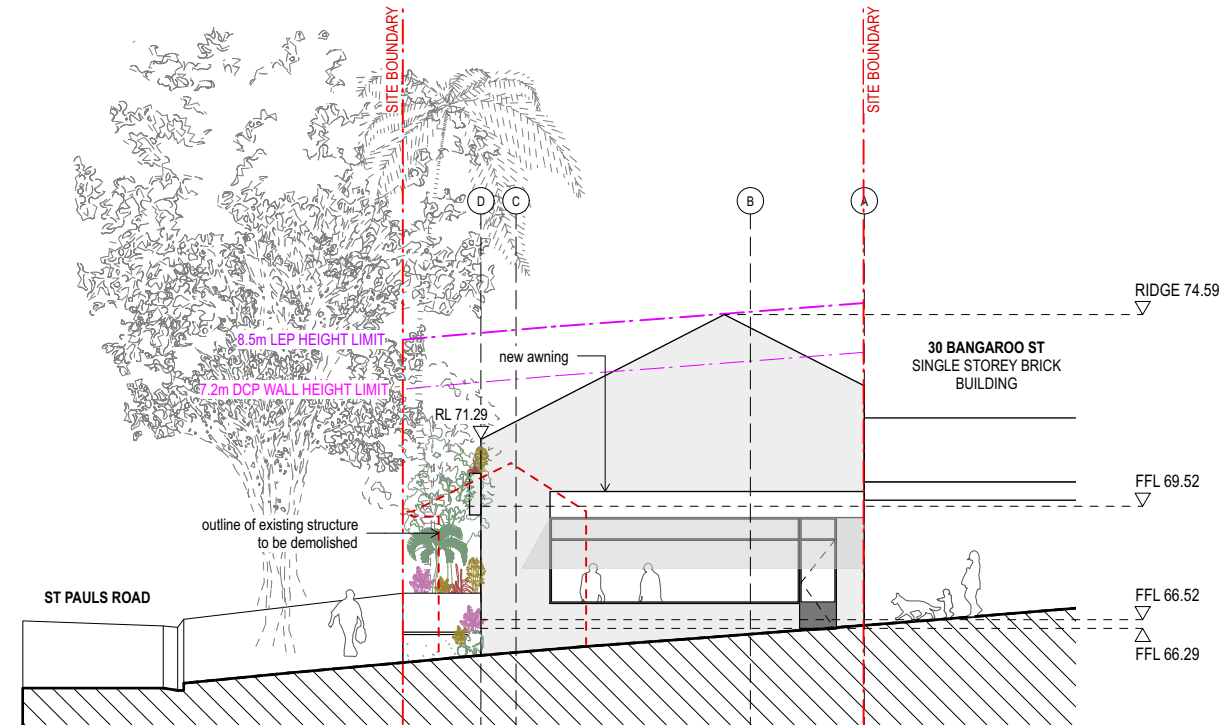 SITE BOUNDARY
SITE BOUNDARY
D
C
B
A
RIDGE 74.59
8.5m LEP HEIGHT LIMIT
new awning
30 BANGAROO ST
SINGLE STOREY BRICK
BUILDING
7.2m DCP WALL HEIGHT LIMIT
RL 71.29
FFL 69.52
outline of existing structure
to be demolished
ST PAULS ROAD
FFL 66.52
FFL 66.29